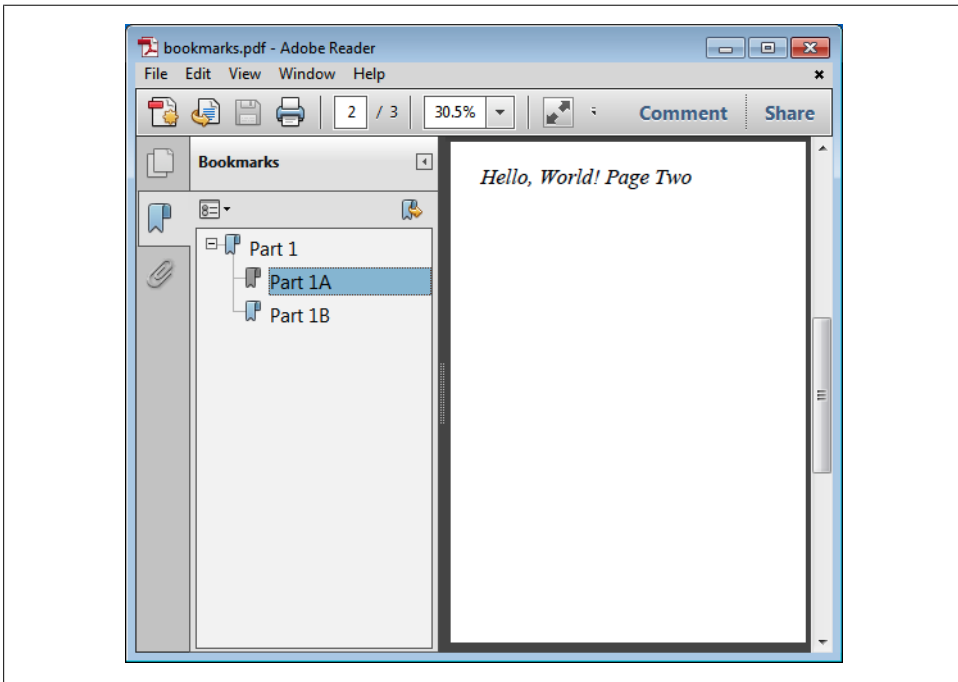 bookmarks.pdf - Adobe Reader
File Edit View Window Help
2 / 3 30.5% Comment Share
Bookmarks
Hello, World! Page Two
Part 1
Part 1A
Part 1B